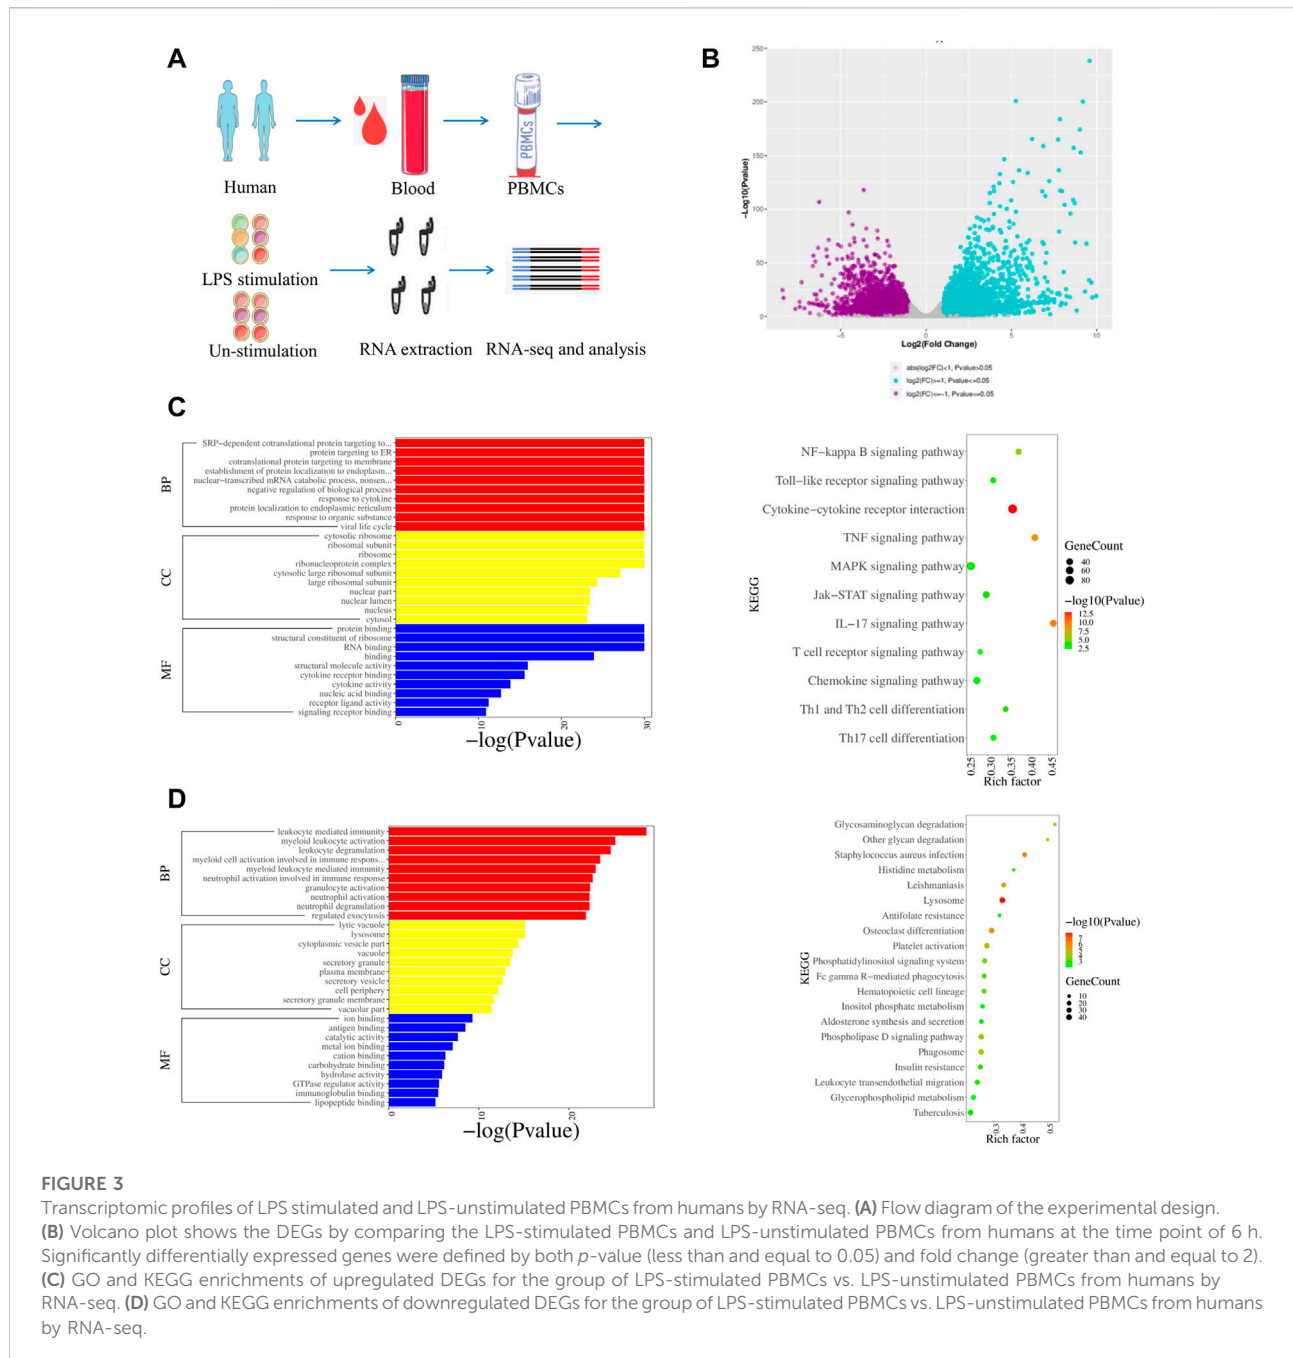 A
Human
Blood
PBMCs
PBMCs
LPS stimulation
Un-stimulation
RNA extraction
RNA-seq and analysis
B
250
200
150
100
50
0
−Log10(Pvalue)
−5
0
5
10
Log2(Fold Change)
abs(log2FC)<1, Pvalue>0.05
log2(FC)>=1, Pvalue<=0.05
log2(FC)<=-1, Pvalue<=0.05
C
BP
SRP-dependent cotranslational protein targeting to...
protein targeting to ER
cotranslational protein targeting to membrane
establishment of protein localization to endoplasm...
nuclear-transcribed mRNA catabolic process, nonsen...
negative regulation of biological process
response to cytokine
protein localization to endoplasmic reticulum
response to organic substance
viral life cycle
CC
cytosolic ribosome
ribosomal subunit
ribosome
ribonucleoprotein complex
cytosolic large ribosomal subunit
large ribosomal subunit
nuclear part
nuclear lumen
nucleus
cytosol
MF
protein binding
structural constituent of ribosome
RNA binding
binding
structural molecule activity
cytokine receptor binding
cytokine activity
nucleic acid binding
receptor ligand activity
signaling receptor binding
0
10
20
30
−log(Pvalue)
KEGG
NF−kappa B signaling pathway
Toll−like receptor signaling pathway
Cytokine−cytokine receptor interaction
TNF signaling pathway
MAPK signaling pathway
Jak−STAT signaling pathway
IL−17 signaling pathway
T cell receptor signaling pathway
Chemokine signaling pathway
Th1 and Th2 cell differentiation
Th17 cell differentiation
0.25
0.30
0.35
0.40
0.45
Rich factor
GeneCount
40
60
80
−log10(Pvalue)
12.5
10.0
7.5
5.0
2.5
D
BP
leukocyte mediated immunity
myeloid leukocyte activation
leukocyte degranulation
myeloid cell activation involved in immune respons...
myeloid leukocyte mediated immunity
neutrophil activation involved in immune response
granulocyte activation
neutrophil activation
neutrophil degranulation
regulated exocytosis
CC
lytic vacuole
lysosome
cytoplasmic vesicle part
vacuole
secretory granule
plasma membrane
secretory vesicle
cell periphery
secretory granule membrane
vacuolar part
MF
ion binding
antigen binding
catalytic activity
metal ion binding
cation binding
carbohydrate binding
hydrolase activity
GTPase regulator activity
immunoglobulin binding
lipopeptide binding
0
10
20
−log(Pvalue)
KEGG
Glycosaminoglycan degradation
Other glycan degradation
Staphylococcus aureus infection
Histidine metabolism
Leishmaniasis
Lysosome
Antifolate resistance
Osteoclast differentiation
Platelet activation
Phosphatidylinositol signaling system
Fc gamma R−mediated phagocytosis
Hematopoietic cell lineage
Inositol phosphate metabolism
Aldosterone synthesis and secretion
Phospholipase D signaling pathway
Phagosome
Insulin resistance
Leukocyte transendothelial migration
Glycerophospholipid metabolism
Tuberculosis
0.3
0.4
0.5
Rich factor
−log10(Pvalue)
7
6
5
4
3
GeneCount
10
20
30
40
FIGURE 3
Transcriptomic profiles of LPS stimulated and LPS-unstimulated PBMCs from humans by RNA-seq. (A) Flow diagram of the experimental design.
(B) Volcano plot shows the DEGs by comparing the LPS-stimulated PBMCs and LPS-unstimulated PBMCs from humans at the time point of 6 h.
Significantly differentially expressed genes were defined by both p-value (less than and equal to 0.05) and fold change (greater than and equal to 2).
(C) GO and KEGG enrichments of upregulated DEGs for the group of LPS-stimulated PBMCs vs. LPS-unstimulated PBMCs from humans by
RNA-seq. (D) GO and KEGG enrichments of downregulated DEGs for the group of LPS-stimulated PBMCs vs. LPS-unstimulated PBMCs from humans
by RNA-seq.